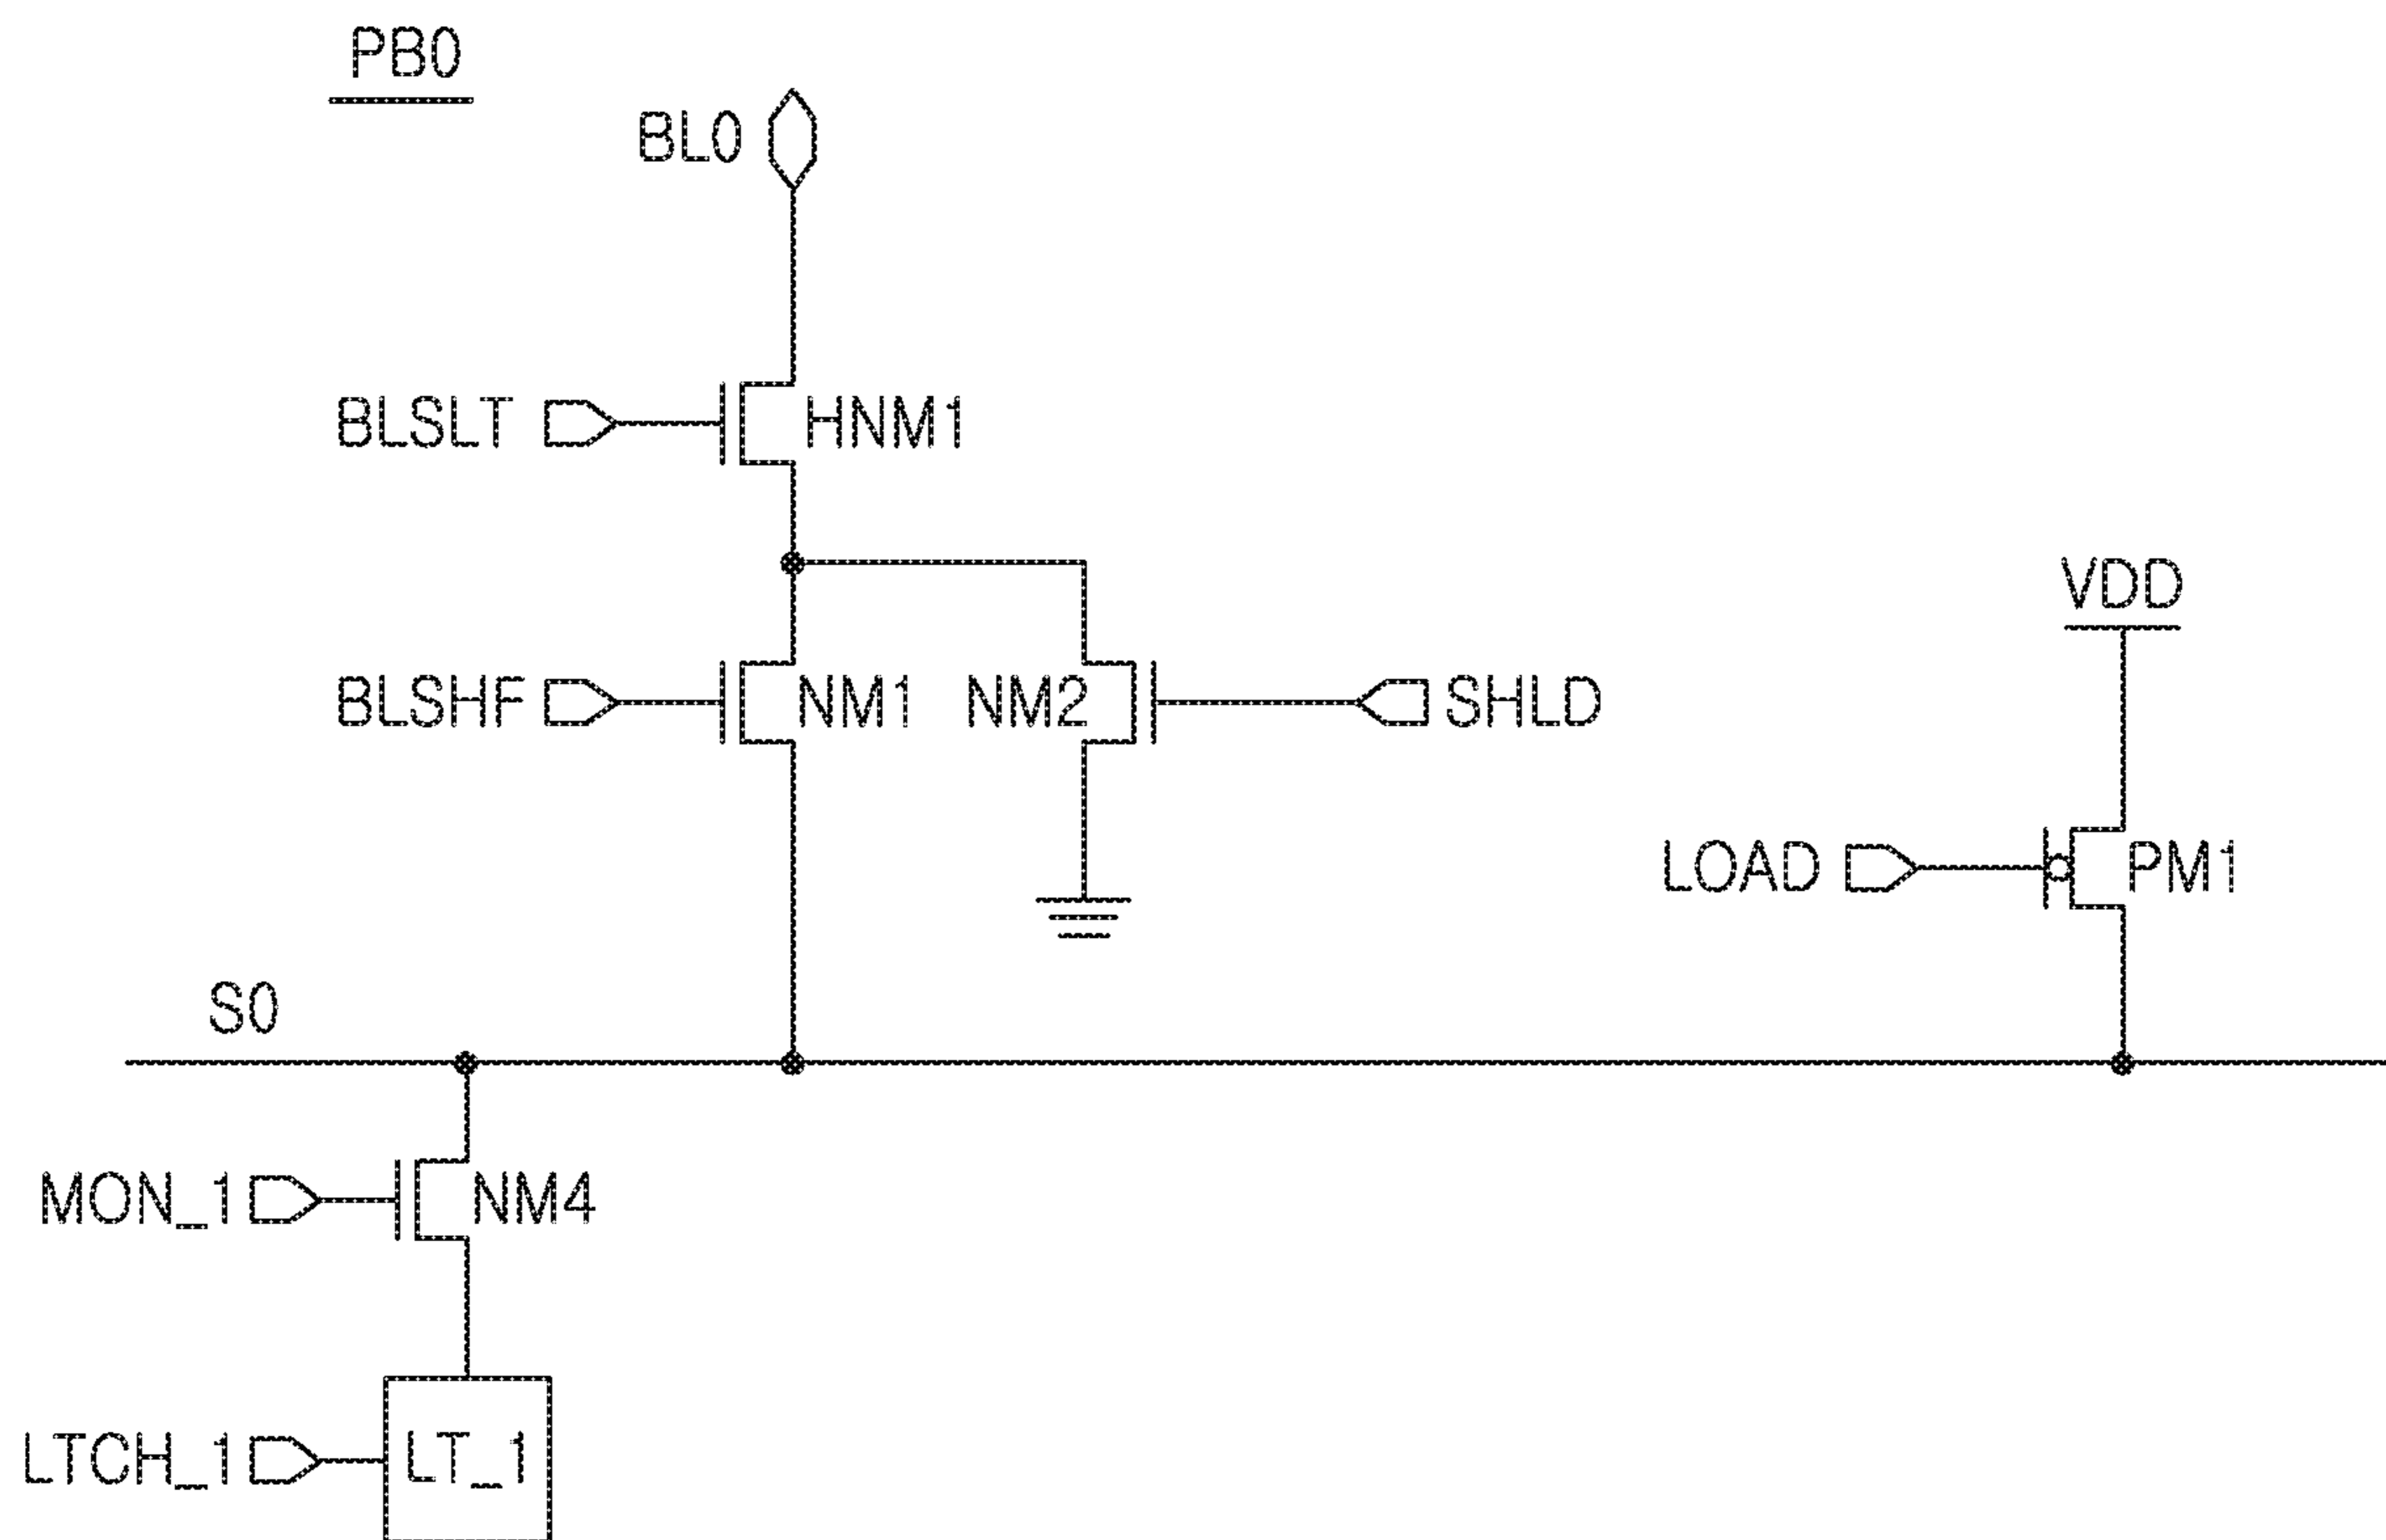 PB0
BL0
BLSLT
HNM1
VDD
BLSHF
NM1
NM2
SHLD
LOAD
PM1
S0
MON_1
NM4
LTCH_1
LT_1